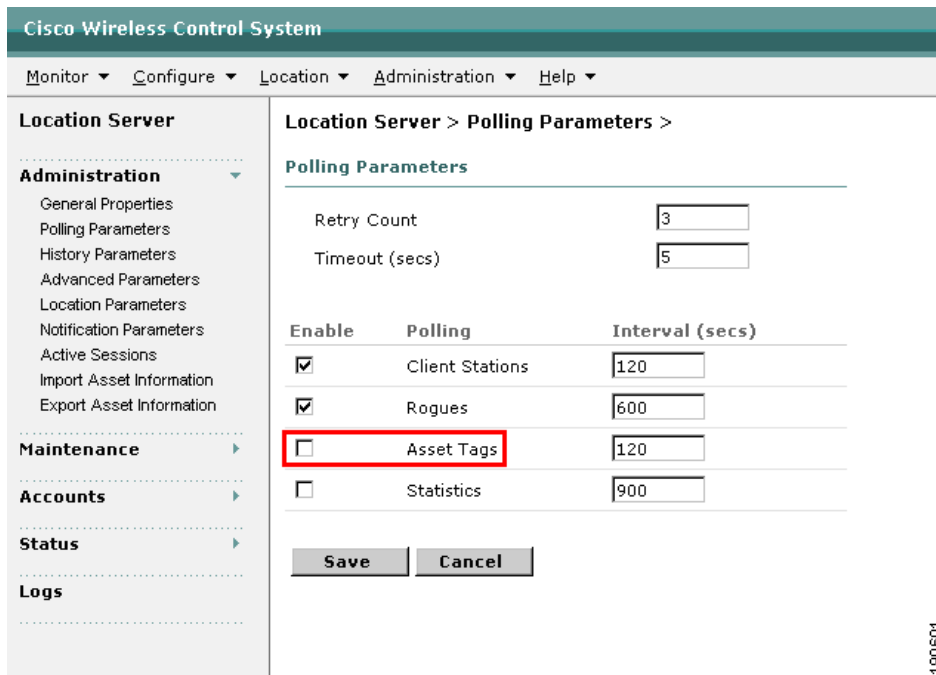 Cisco Wireless Control System
Monitor Configure Location Administration Help
Location Server
Administration
General Properties
Polling Parameters
History Parameters
Advanced Parameters
Location Parameters
Notification Parameters
Active Sessions
Import Asset Information
Export Asset Information
Maintenance
Accounts
Status
Logs
Location Server > Polling Parameters >
Polling Parameters
Retry Count 3
Timeout (secs) 5
Enable Polling Interval (secs)
Client Stations 120
Rogues 600
Asset Tags 120
Statistics 900
Save Cancel
190601